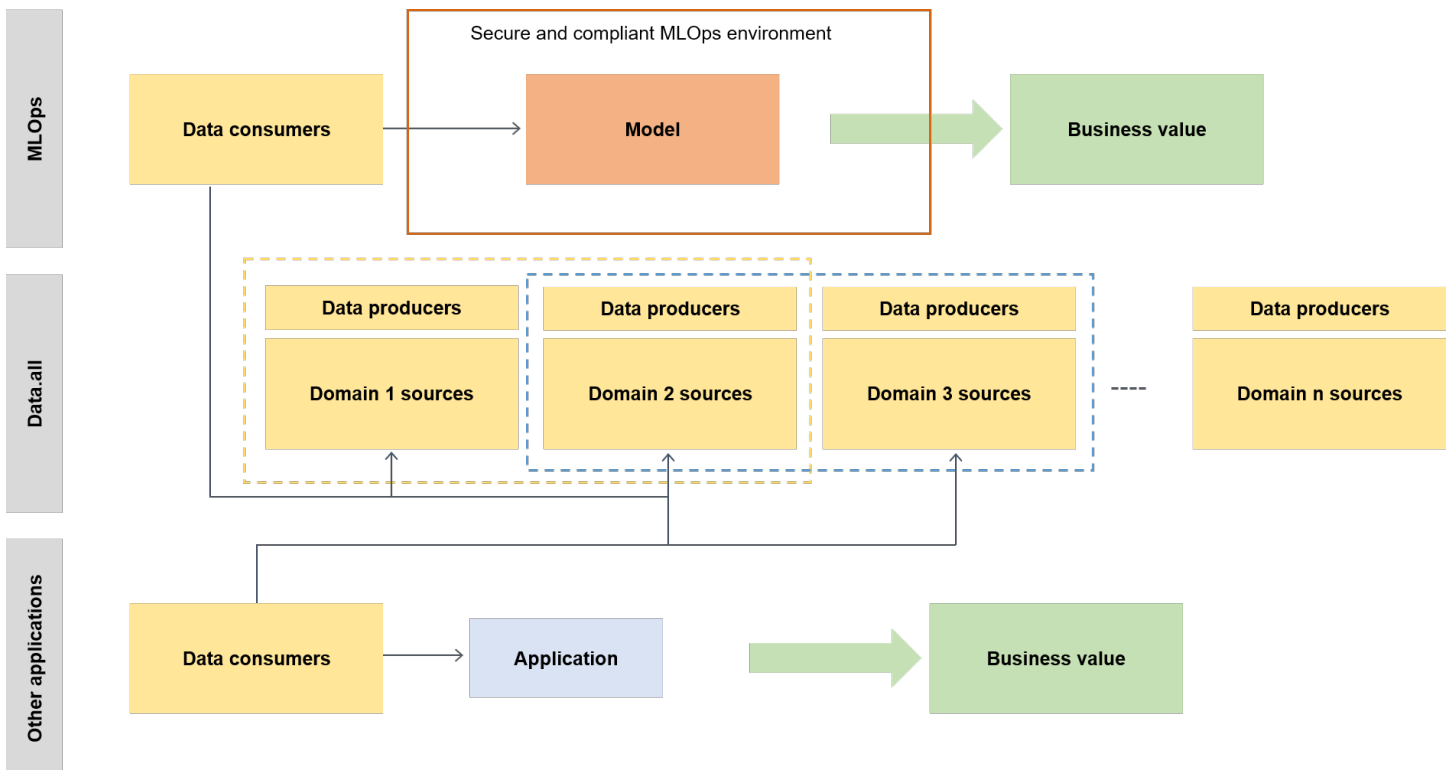 MLOps
Secure and compliant MLOps environment
Data consumers
Model
Business value
Data.all
Data producers
Data producers
Data producers
Data producers
Domain 1 sources
Domain 2 sources
Domain 3 sources
Domain n sources
Other applications
Data consumers
Application
Business value